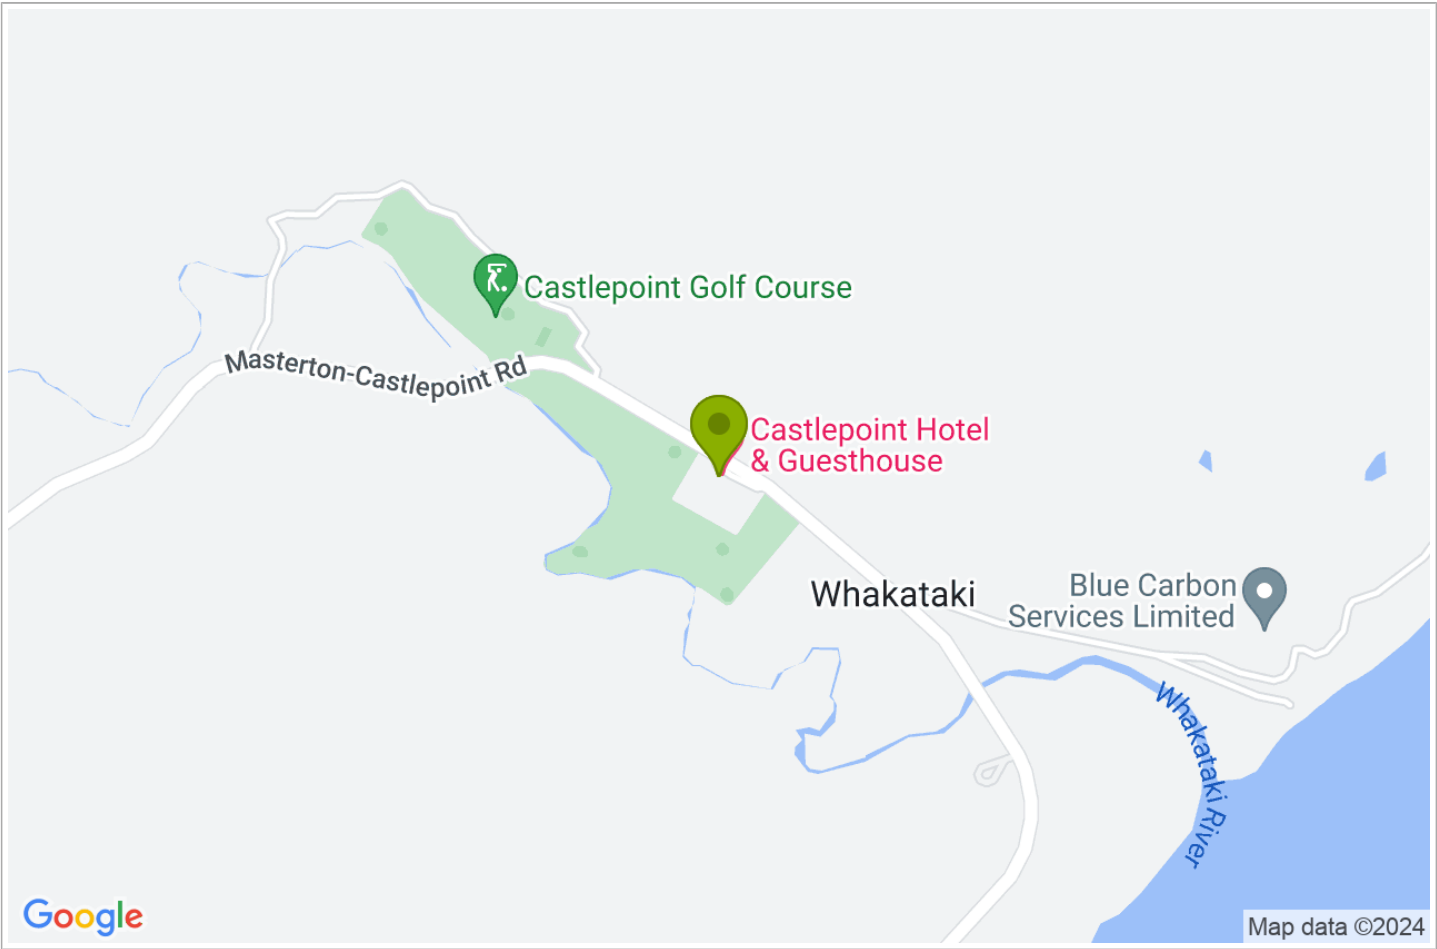 Castlepoint Golf Course
Masterton-Castlepoint Rd
Castlepoint Hotel
& Guesthouse
Whakataki
Blue Carbon
Services Limited
Whakataki River
Google
Map data ©2024